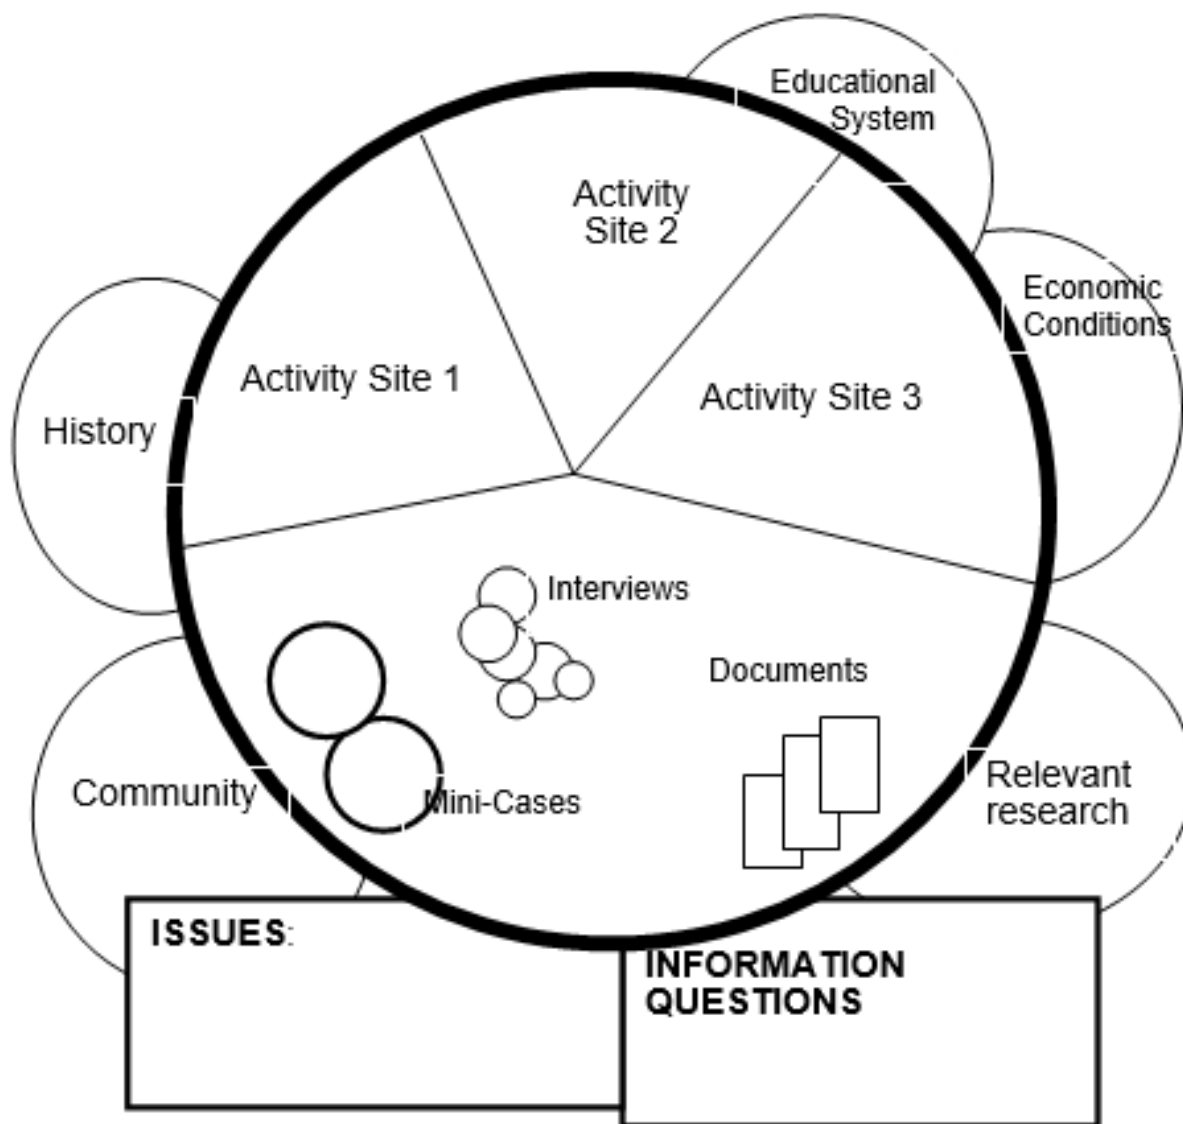 Educational
System
Activity
Site 2
Economic
Conditions
Activity Site 1
Activity Site 3
History
Interviews
Documents
Community
Mini-Cases
Relevant
research
ISSUES:
INFORMATION
QUESTIONS